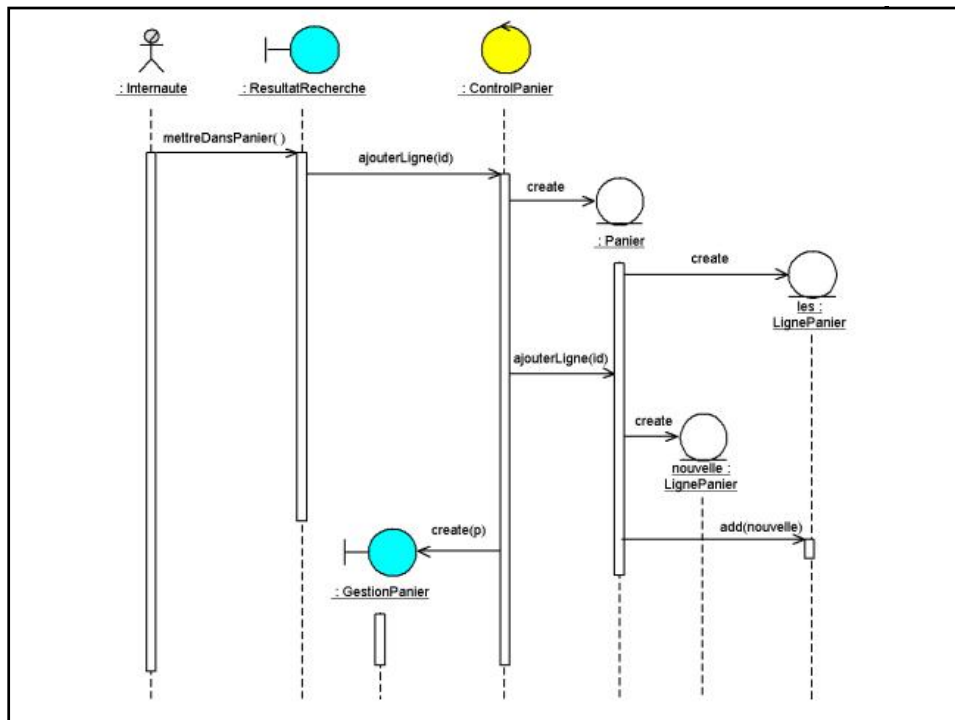 : Internaute
: ResultatRecherche
: ControlPanier
mettreDansPanier( )
ajouterLigne(id)
create
: Panier
create
les :
LignePanier
ajouterLigne(id)
create
nouvelle :
LignePanier
add(nouvelle)
create(p)
: GestionPanier